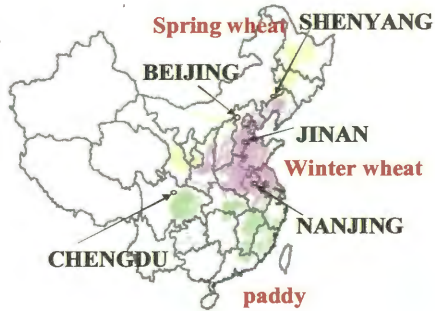 Spring wheat
SHENYANG
BEIJING
JINAN
Winter wheat
NANJING
CHENGDU
paddy